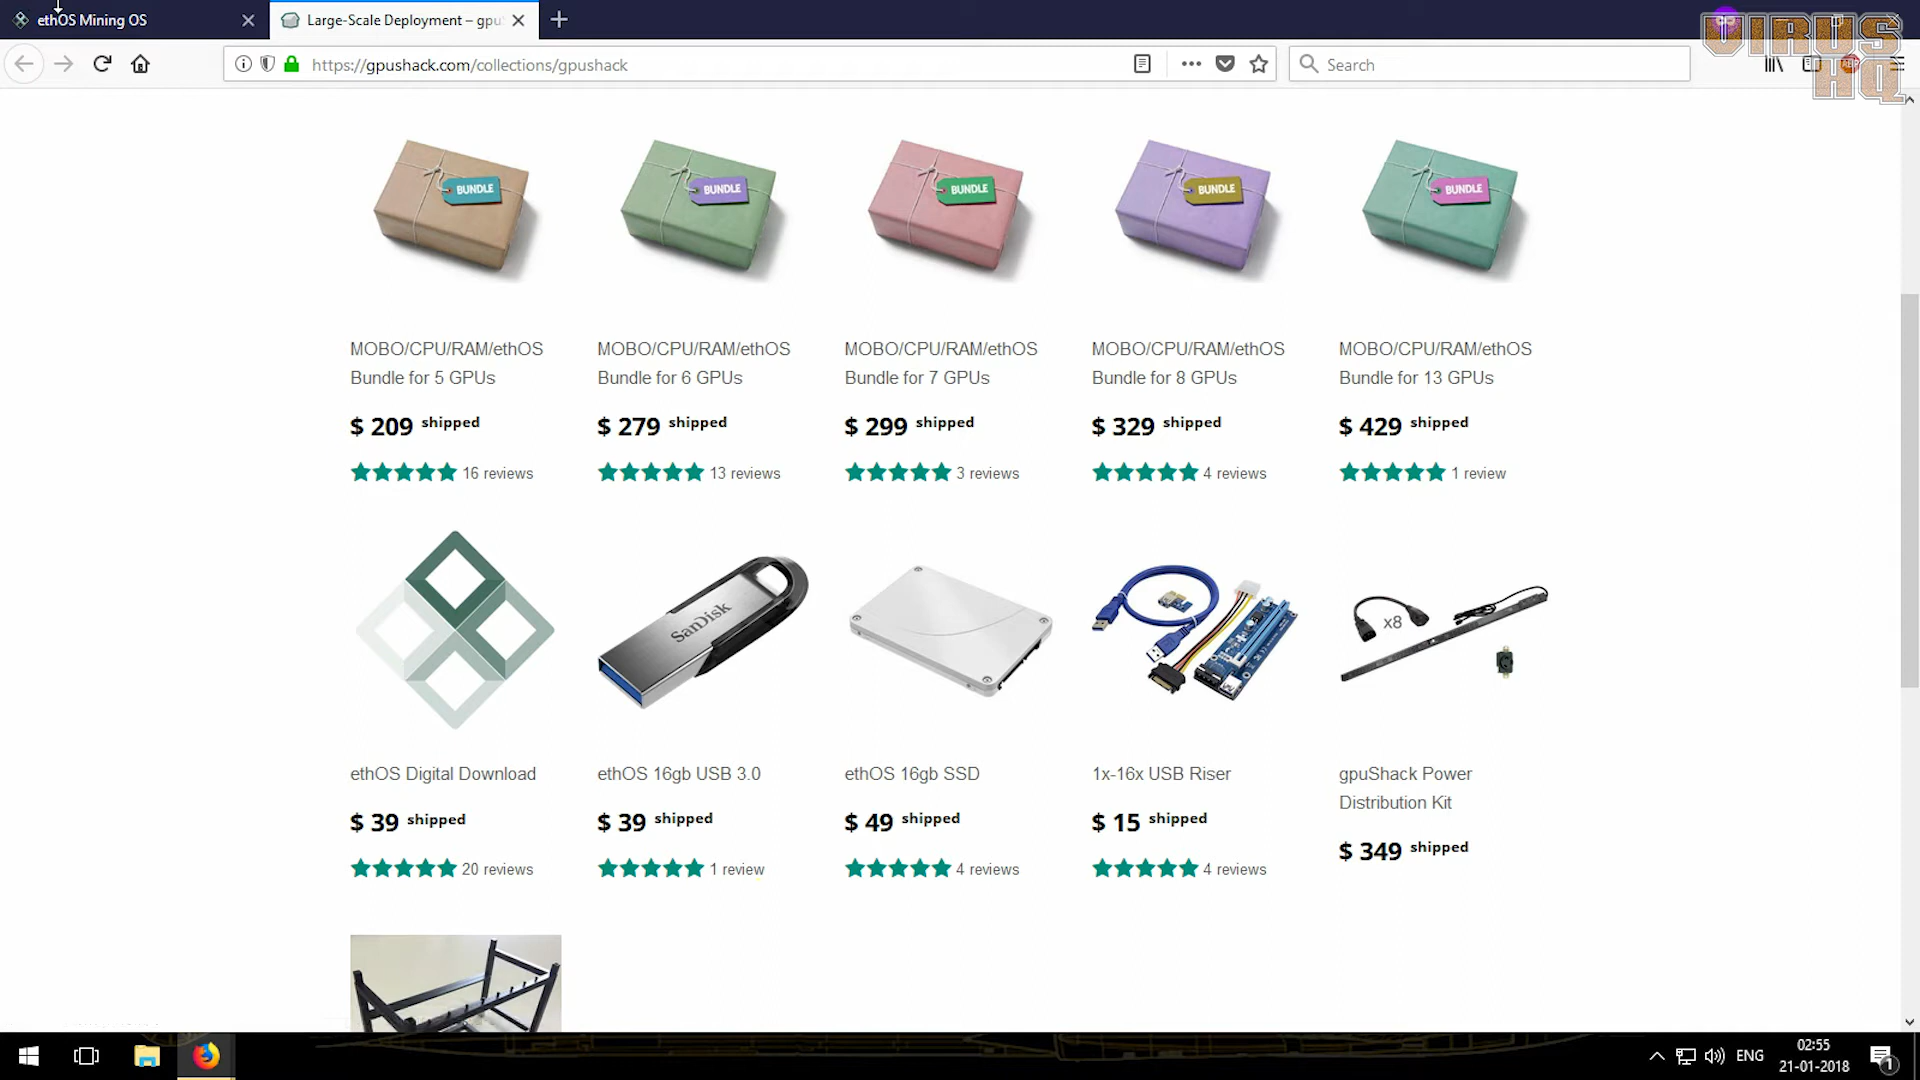 ethOS Mining OS
Large-Scale Deployment – gpu
https://gpushack.com/collections/gpushack
Search
VIRUS
HQ
BUNDLE
BUNDLE
BUNDLE
BUNDLE
BUNDLE
MOBO/CPU/RAM/ethOS
Bundle for 5 GPUs
$ 209 shipped
16 reviews
MOBO/CPU/RAM/ethOS
Bundle for 6 GPUs
$ 279 shipped
13 reviews
MOBO/CPU/RAM/ethOS
Bundle for 7 GPUs
$ 299 shipped
3 reviews
MOBO/CPU/RAM/ethOS
Bundle for 8 GPUs
$ 329 shipped
4 reviews
MOBO/CPU/RAM/ethOS
Bundle for 13 GPUs
$ 429 shipped
1 review
ethOS Digital Download
$ 39 shipped
20 reviews
SanDisk
ethOS 16gb USB 3.0
$ 39 shipped
1 review
ethOS 16gb SSD
$ 49 shipped
4 reviews
1x-16x USB Riser
$ 15 shipped
4 reviews
x8
gpuShack Power
Distribution Kit
$ 349 shipped
ENG
02:55
21-01-2018
1